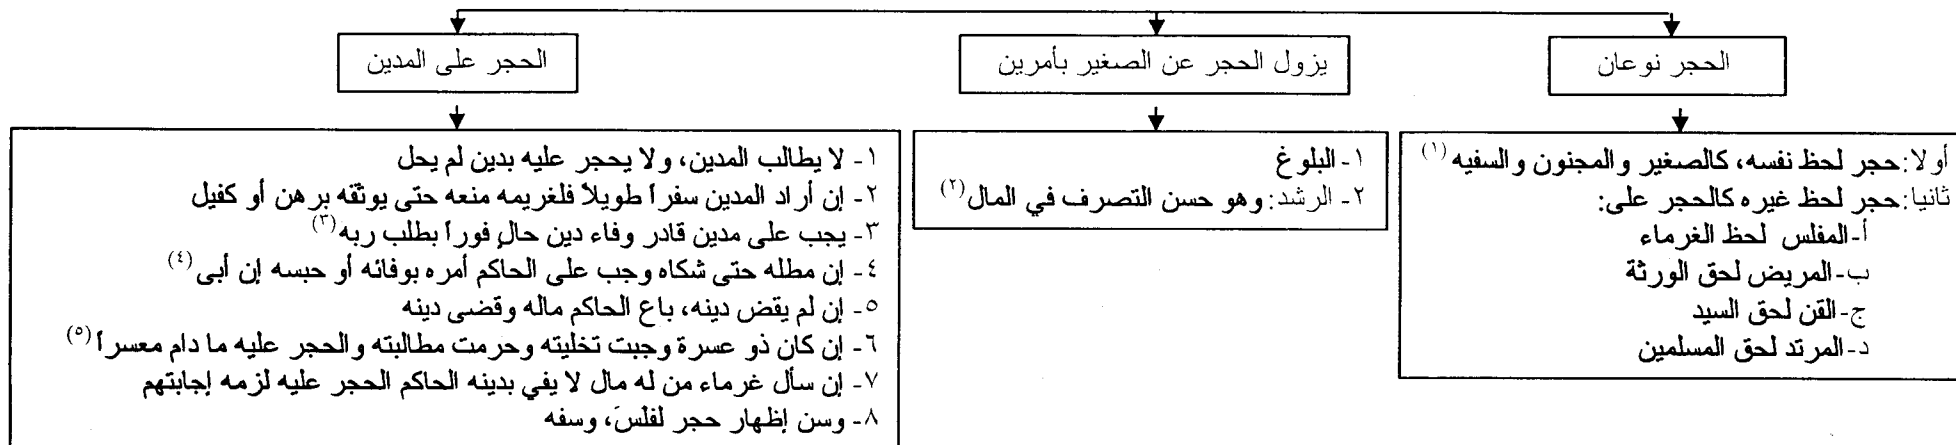 الحجر نوعان
أولا: حجر لحظ نفسه، كالصغير والمجنون والسفيه (١)
ثانيا: حجر لحظ غيره كالحجر على:
أ- المفلس لحظ الغرماء
ب- المريض لحق الورثة
ج- القن لحق السيد
د- المرتد لحق المسلمين
يزول الحجر عن الصغير بأمرين
١- البلوغ
٢- الرشد: وهو حسن التصرف في المال (٢)
الحجر على المدين
١- لا يطالب المدين، ولا يحجر عليه بدين لم يحل
٢- إن أراد المدين سفراً طويلاً فلغريمه منعه حتى يوثقه برهن أو كفيل
٣- يجب على مدين قادر وفاء دين حالٍ فوراً بطلب ربه (٣)
٤- إن مطله حتى شكاه وجب على الحاكم أمره بوفائه أو حبسه إن أبى (٤)
٥- إن لم يقض دينه، باع الحاكم ماله وقضى دينه
٦- إن كان ذو عسرة وجبت تخليته وحرمت مطالبته والحجر عليه ما دام معسراً (٥)
٧- إن سأل غرماء من له مال لا يفي بدينه الحاكم الحجر عليه لزمه إجابتهم
٨- وسن إظهار حجر لفلسَ، وسفه